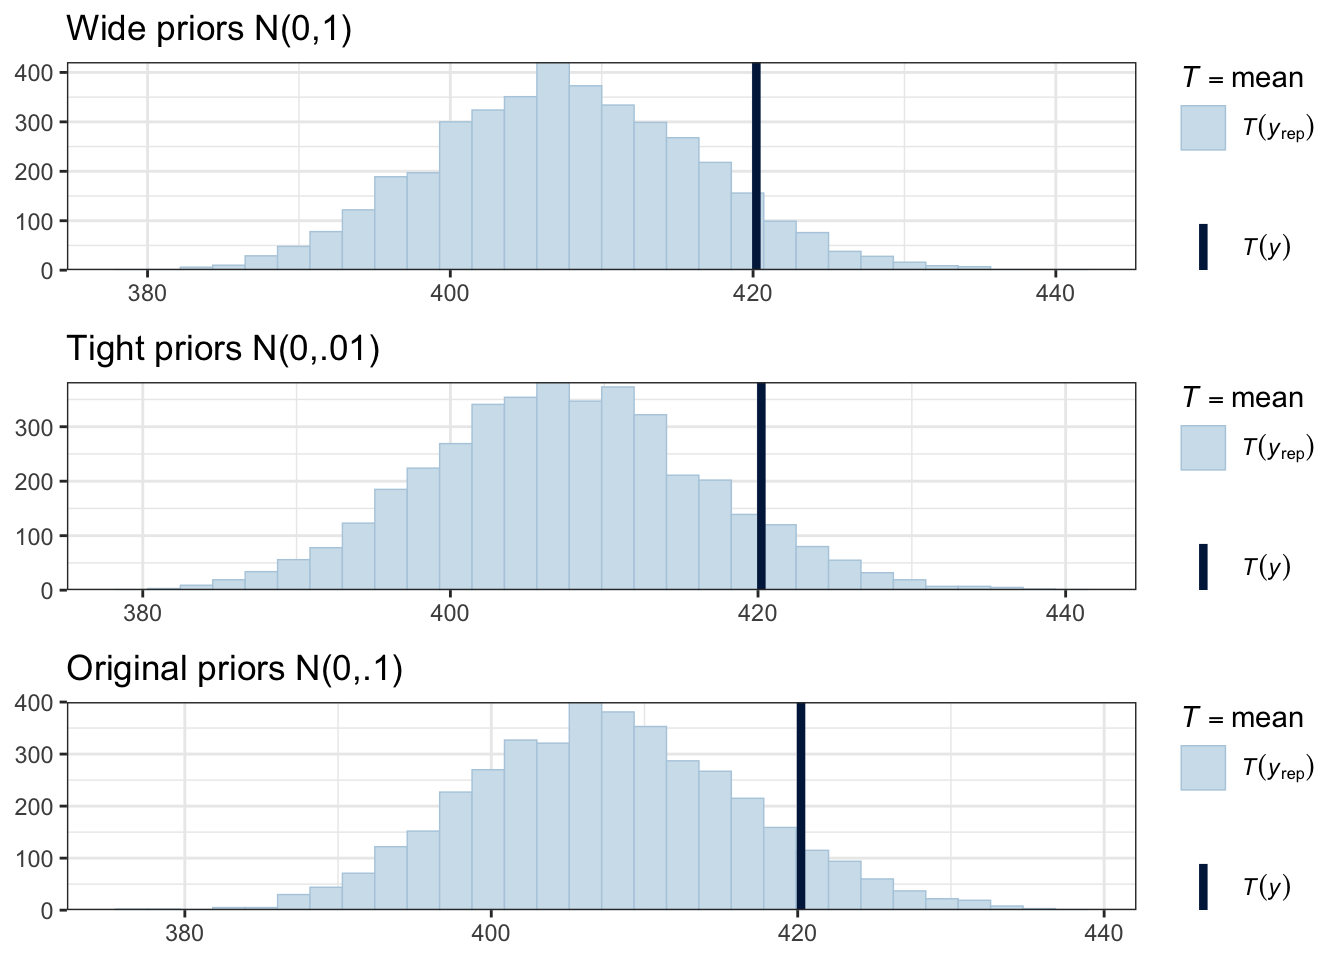 Wide priors N(0,1)
400
300
200
100
0
380 400 420 440
T = mean
T(yrep)
T(y)
Tight priors N(0,.01)
300
200
100
0
380 400 420 440
T = mean
T(yrep)
T(y)
Original priors N(0,.1)
400
300
200
100
0
380 400 420 440
T = mean
T(yrep)
T(y)